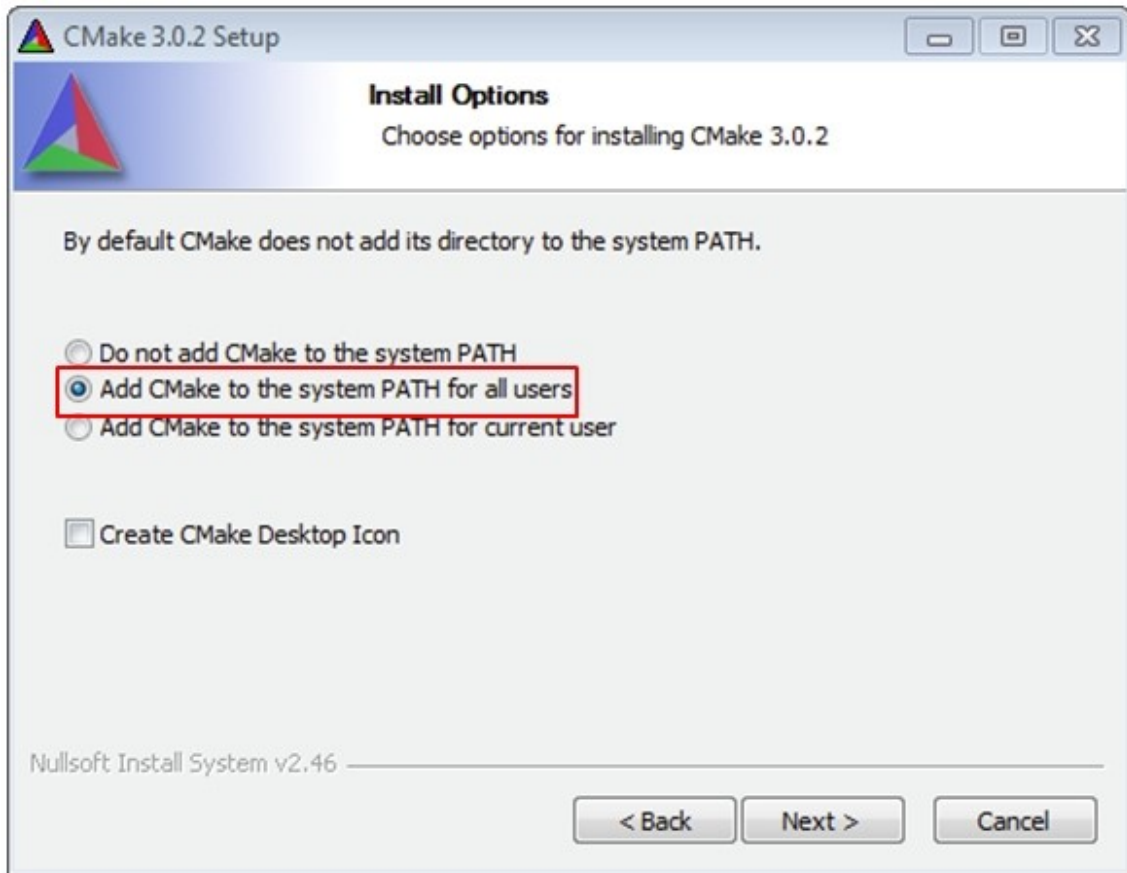 CMake 3.0.2 Setup
Install Options
Choose options for installing CMake 3.0.2
By default CMake does not add its directory to the system PATH.
Do not add CMake to the system PATH
Add CMake to the system PATH for all users
Add CMake to the system PATH for current user
Create CMake Desktop Icon
Nullsoft Install System v2.46
< Back
Next >
Cancel